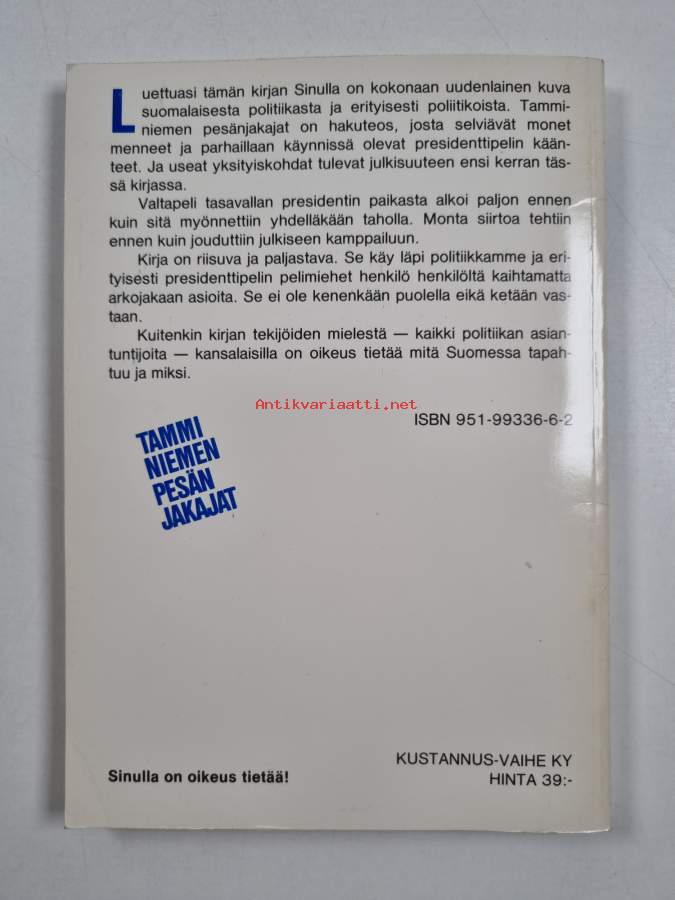 Luettuasi tämän kirjan Sinulla on kokonaan uudenlainen kuva
suomalaisesta politiikasta ja erityisesti poliitikoista. Tammi-
niemen pesänjakajat on hakuteos, josta selviävät monet
menneet ja parhaillaan käynnissä olevat presidenttipelin kään-
teet. Ja useat yksityiskohdat tulevat julkisuuteen ensi kerran täs-
sä kirjassa.
Valtapeli tasavallan presidentin paikasta alkoi paljon ennen
kuin sitä myönnettiin yhdelläkään taholla. Monta siirtoa tehtiin
ennen kuin jouduttiin julkiseen kamppailuun.
Kirja on riisuva ja paljastava. Se käy läpi politiikkamme ja eri-
tyisesti presidenttipelin pelimiehet henkilö henkilöltä kaihtamatta
arkojakaan asioita. Se ei ole kenenkään puolella eikä ketään vas-
taan.
Kuitenkin kirjan tekijöiden mielestä — kaikki politiikan asian-
tuntijoita — kansalaisilla on oikeus tietää mitä Suomessa tapah-
tuu ja miksi.
Antikvariaatti.net
ISBN 951-99336-6-2
TAMMI
NIEMEN
PESÄN
JAKAJAT
KUSTANNUS-VAIHE KY
Sinulla on oikeus tietää!
HINTA 39:-